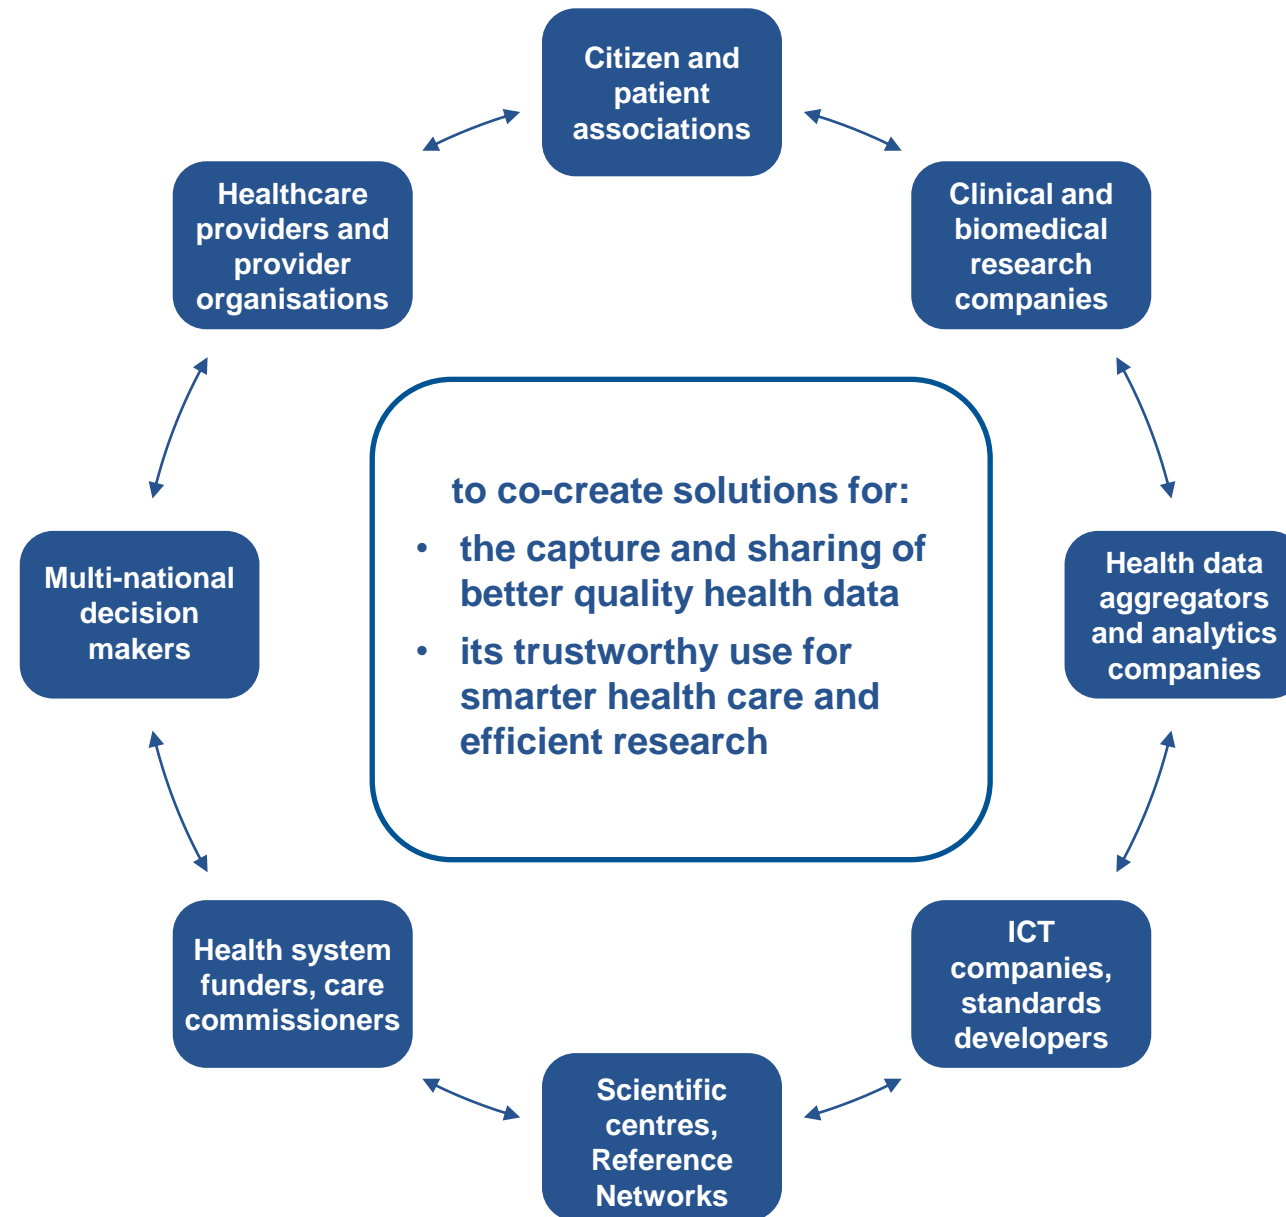 Citizen and
patient
associations
Healthcare
providers and
provider
organisations
Clinical and
biomedical
research
companies
to co-create solutions for:
• the capture and sharing of
better quality health data
• its trustworthy use for
smarter health care and
efficient research
Multi-national
decision
makers
Health data
aggregators
and analytics
companies
Health system
funders, care
commissioners
ICT
companies,
standards
developers
Scientific
centres,
Reference
Networks